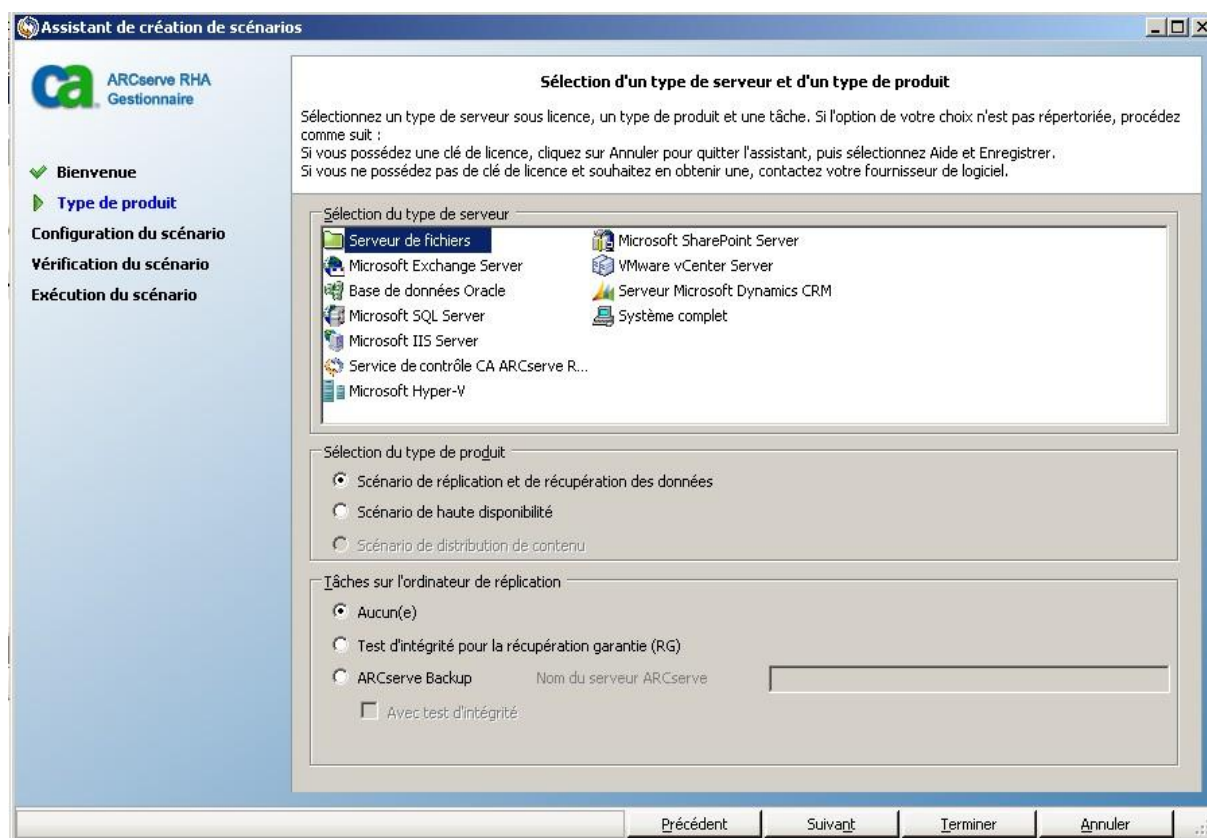 Assistant de création de scénarios
ca
ARCserve RHA
Gestionnaire
Bienvenue
Type de produit
Configuration du scénario
Vérification du scénario
Exécution du scénario
Sélection d'un type de serveur et d'un type de produit
Sélectionnez un type de serveur sous licence, un type de produit et une tâche. Si l'option de votre choix n'est pas répertoriée, procédez
comme suit :
Si vous possédez une clé de licence, cliquez sur Annuler pour quitter l'assistant, puis sélectionnez Aide et Enregistrer.
Si vous ne possédez pas de clé de licence et souhaitez en obtenir une, contactez votre fournisseur de logiciel.
Sélection du type de serveur
Serveur de fichiers
Microsoft Exchange Server
Base de données Oracle
Microsoft SQL Server
Microsoft IIS Server
Service de contrôle CA ARCserve R...
Microsoft Hyper-V
Microsoft SharePoint Server
VMware vCenter Server
Serveur Microsoft Dynamics CRM
Système complet
Sélection du type de produit
Scénario de réplication et de récupération des données
Scénario de haute disponibilité
Scénario de distribution de contenu
Tâches sur l'ordinateur de réplication
Aucun(e)
Test d'intégrité pour la récupération garantie (RG)
ARCserve Backup Nom du serveur ARCserve
Avec test d'intégrité
Précédent Suivant Terminer Annuler